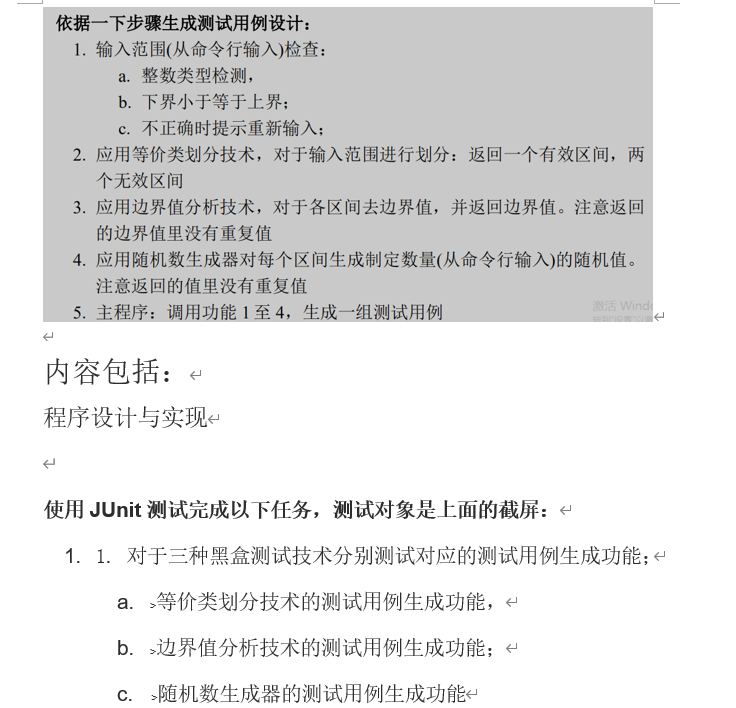 依据一下步骤生成测试用例设计：
1. 输入范围(从命令行输入)检查：
a. 整数类型检测，
b. 下界小于等于上界；
c. 不正确时提示重新输入；
2. 应用等价类划分技术，对于输入范围进行划分：返回一个有效区间，两
个无效区间
3. 应用边界值分析技术，对于各区间去边界值，并返回边界值。注意返回
的边界值里没有重复值
4. 应用随机数生成器对每个区间生成制定数量(从命令行输入)的随机值。
注意返回的值里没有重复值
激活 Windo
5. 主程序：调用功能 1 至 4，生成一组测试用例
内容包括：
程序设计与实现
使用 JUnit 测试完成以下任务，测试对象是上面的截屏：
1. 1. 对于三种黑盒测试技术分别测试对应的测试用例生成功能；
a. >等价类划分技术的测试用例生成功能，
b. >边界值分析技术的测试用例生成功能；
c. >随机数生成器的测试用例生成功能